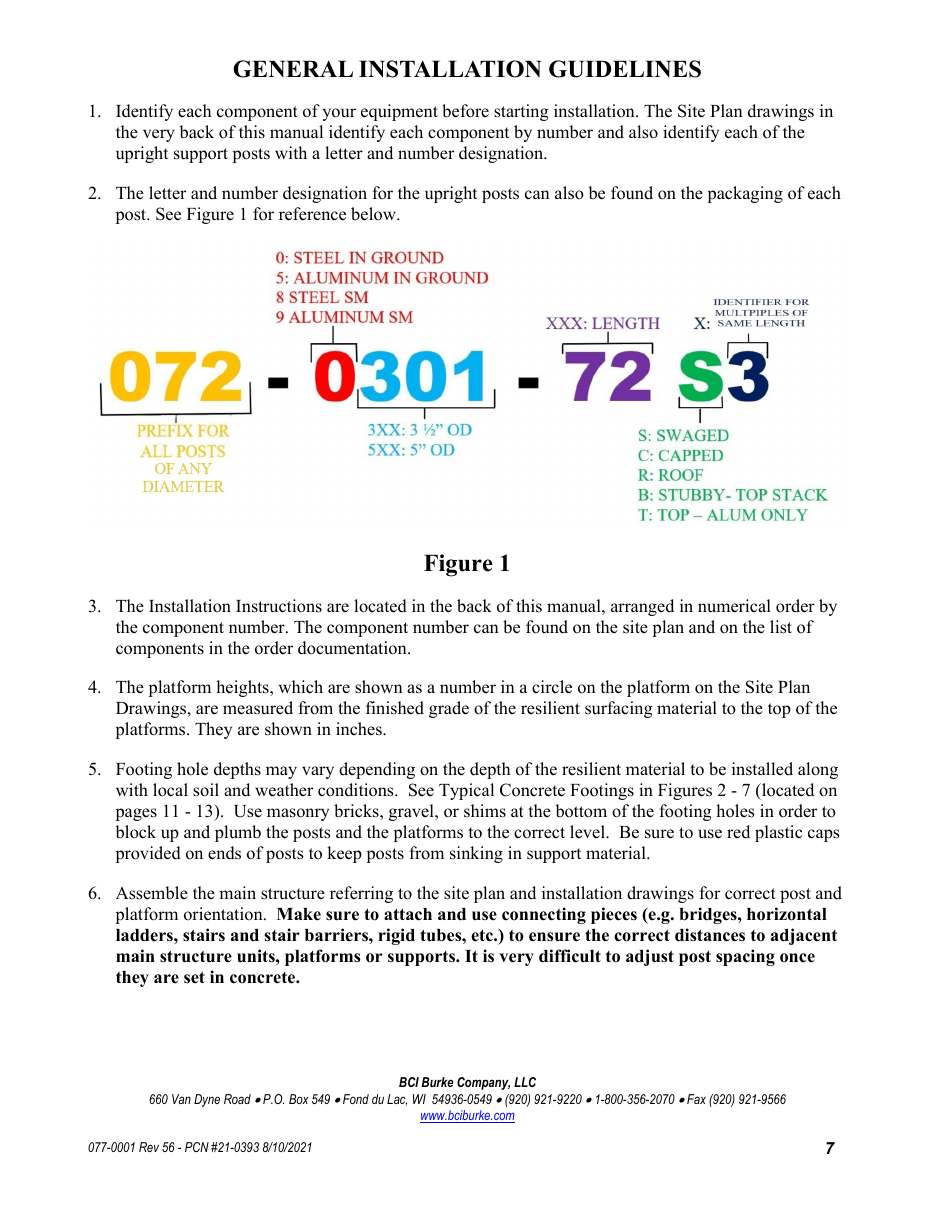 GENERAL INSTALLATION GUIDELINES
1. Identify each component of your equipment before starting installation. The Site Plan drawings in
the very back of this manual identify each component by number and also identify each of the
upright support posts with a letter and number designation.
2. The letter and number designation for the upright posts can also be found on the packaging of each
post. See Figure 1 for reference below.
0: STEEL IN GROUND
5: ALUMINUM IN GROUND
8 STEEL SM
9 ALUMINUM SM
XXX: LENGTH
X: IDENTIFIER FOR
MULTPIPLES OF
SAME LENGTH
072 - 0301 - 72 S3
PREFIX FOR
ALL POSTS
OF ANY
DIAMETER
3XX: 3 ½” OD
5XX: 5” OD
S: SWAGED
C: CAPPED
R: ROOF
B: STUBBY- TOP STACK
T: TOP – ALUM ONLY
Figure 1
3. The Installation Instructions are located in the back of this manual, arranged in numerical order by
the component number. The component number can be found on the site plan and on the list of
components in the order documentation.
4. The platform heights, which are shown as a number in a circle on the platform on the Site Plan
Drawings, are measured from the finished grade of the resilient surfacing material to the top of the
platforms. They are shown in inches.
5. Footing hole depths may vary depending on the depth of the resilient material to be installed along
with local soil and weather conditions.  See Typical Concrete Footings in Figures 2 - 7 (located on
pages 11 - 13).  Use masonry bricks, gravel, or shims at the bottom of the footing holes in order to
block up and plumb the posts and the platforms to the correct level.  Be sure to use red plastic caps
provided on ends of posts to keep posts from sinking in support material.
6. Assemble the main structure referring to the site plan and installation drawings for correct post and
platform orientation.  Make sure to attach and use connecting pieces (e.g. bridges, horizontal
ladders, stairs and stair barriers, rigid tubes, etc.) to ensure the correct distances to adjacent
main structure units, platforms or supports. It is very difficult to adjust post spacing once
they are set in concrete.
BCI Burke Company, LLC
660 Van Dyne Road • P.O. Box 549 • Fond du Lac, WI  54936-0549 • (920) 921-9220 • 1-800-356-2070 • Fax (920) 921-9566
www.bciburke.com
077-0001 Rev 56 - PCN #21-0393 8/10/2021
7